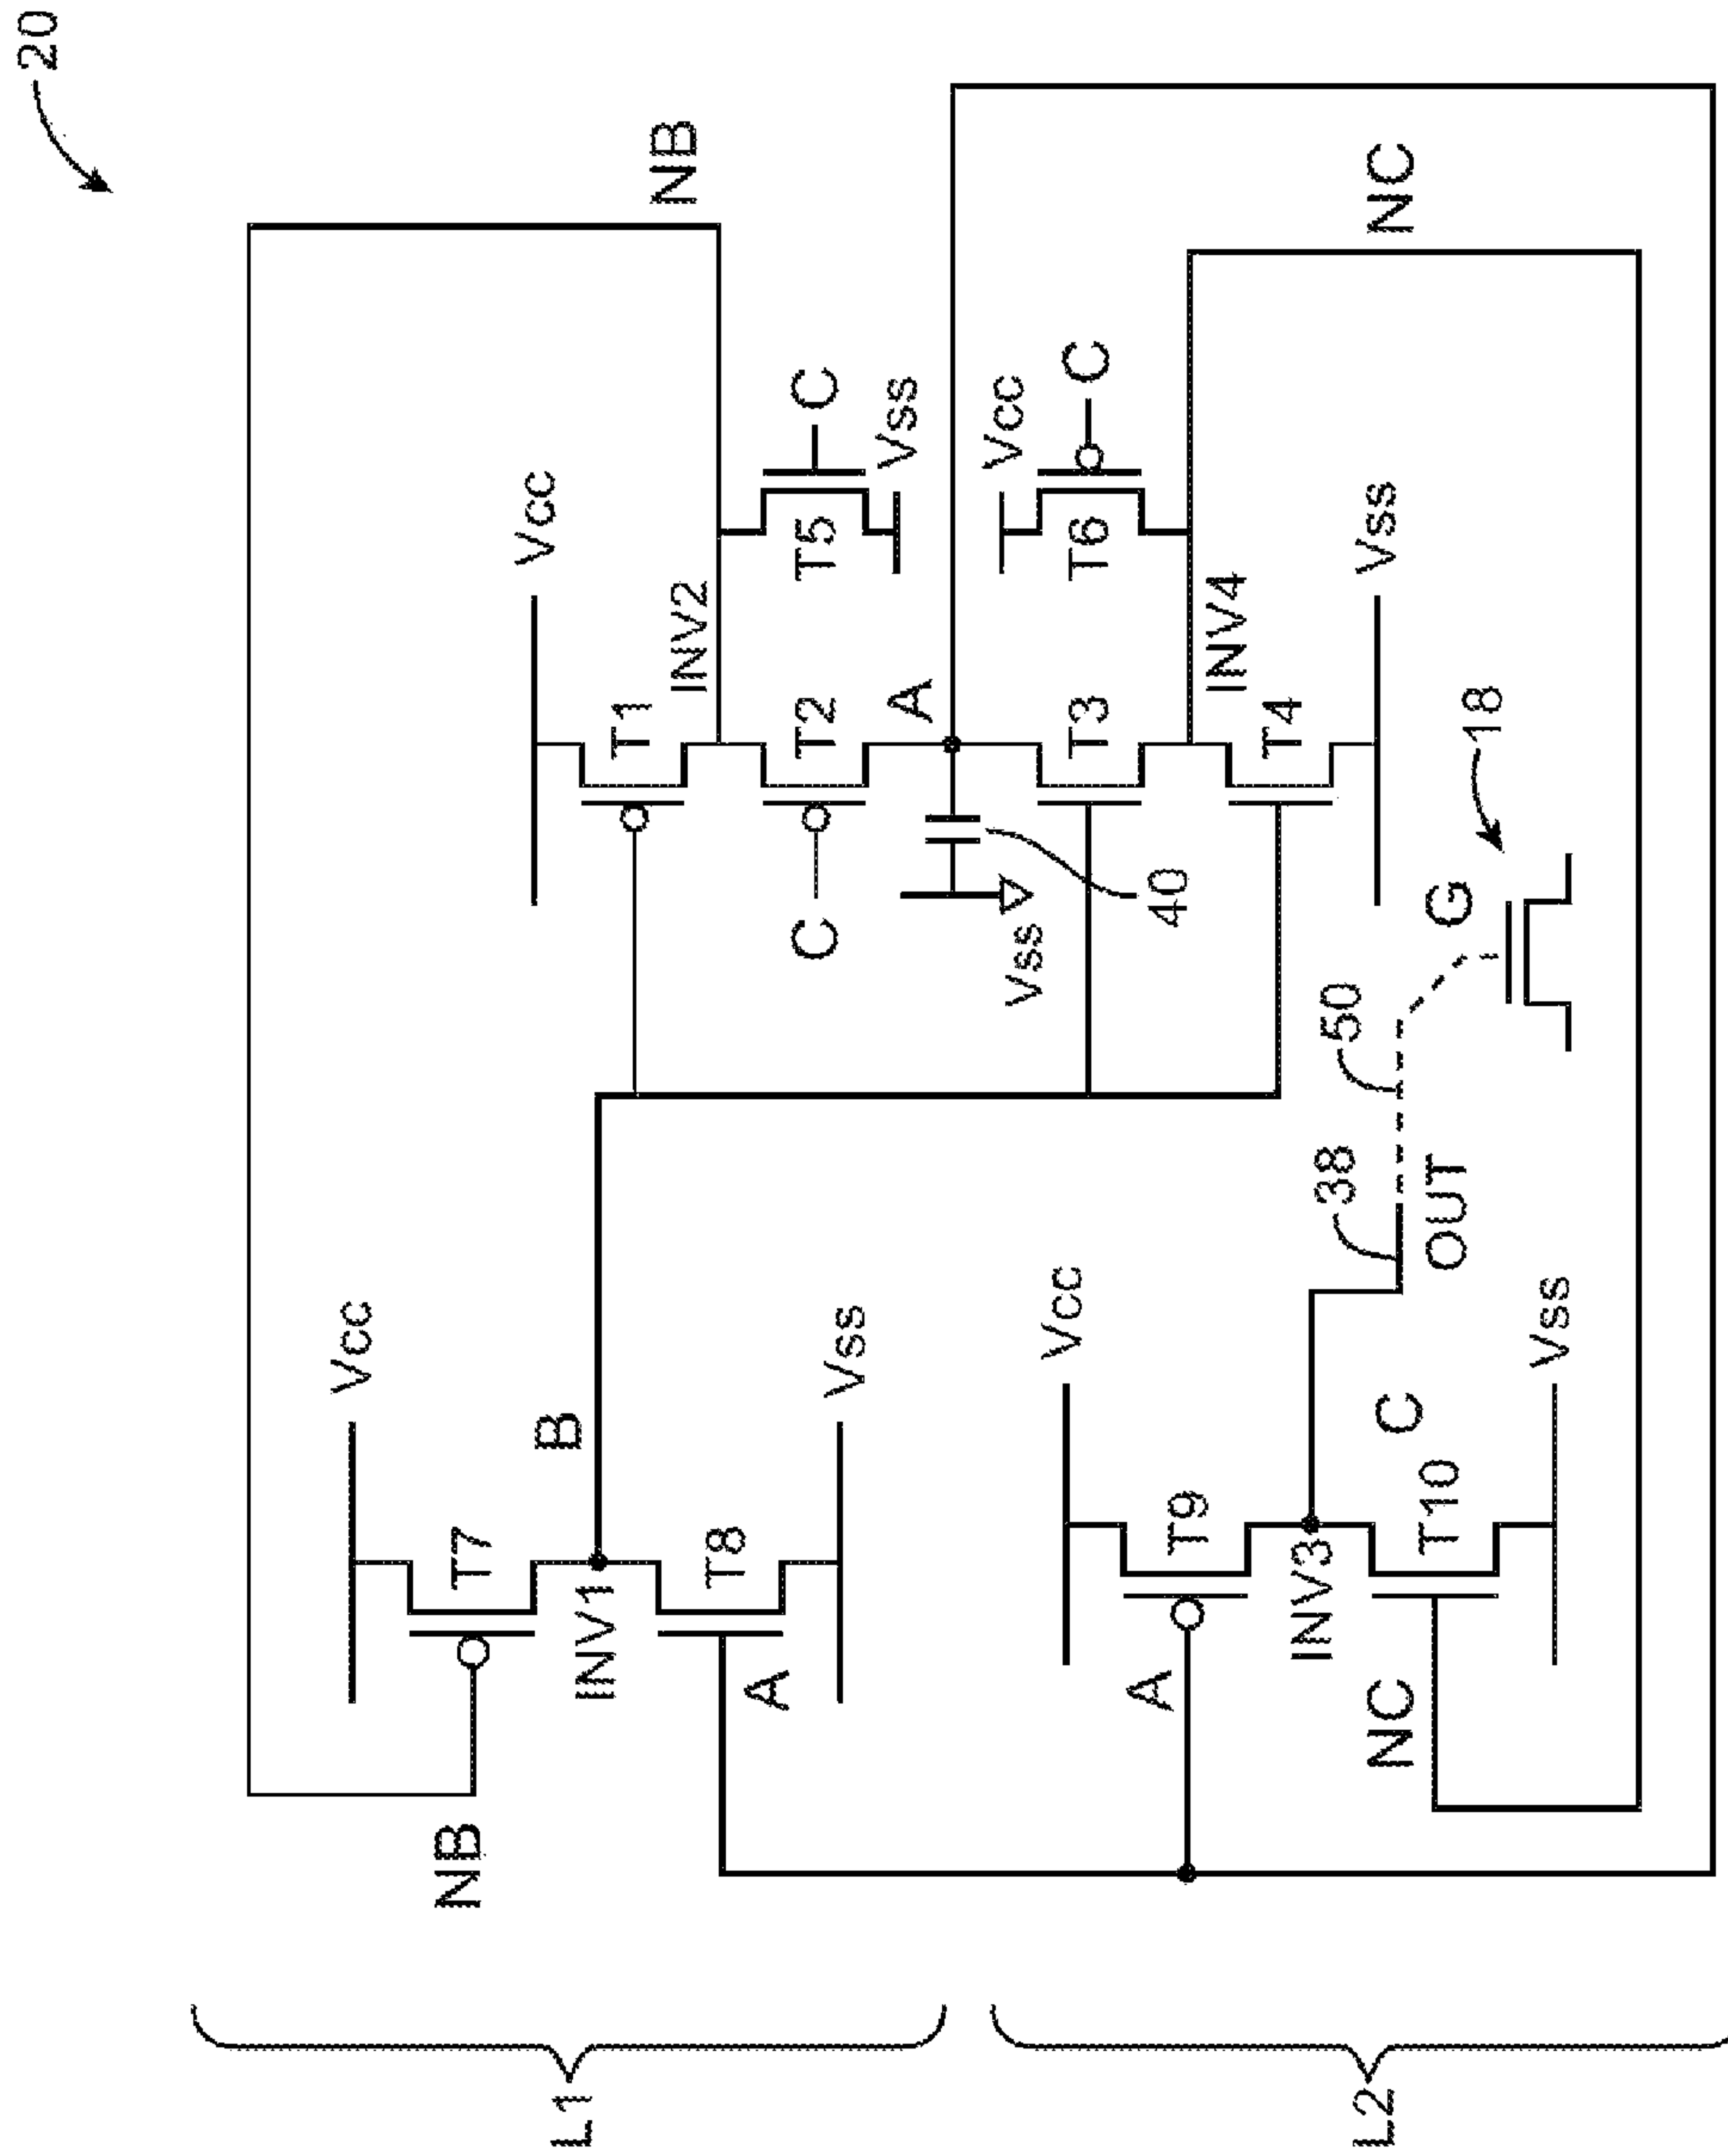 20
NB
Vcc
INV2
T1
T2
C
T5
C
Vss
A
40
Vss
Vcc
T6
C
T3
INV4
T4
Vss
NC
18
G
50
38
OUT
Vcc
T7
B
INV1
T8
A
Vss
NB
Vcc
T9
A
INV3
C
T10
NC
Vss
L1
L2